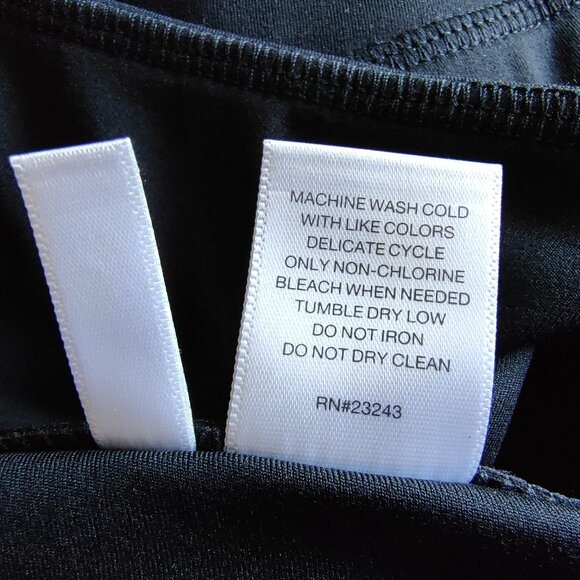 MACHINE WASH COLD
WITH LIKE COLORS
DELICATE CYCLE
ONLY NON-CHLORINE
BLEACH WHEN NEEDED
TUMBLE DRY LOW
DO NOT IRON
DO NOT DRY CLEAN
RN#23243